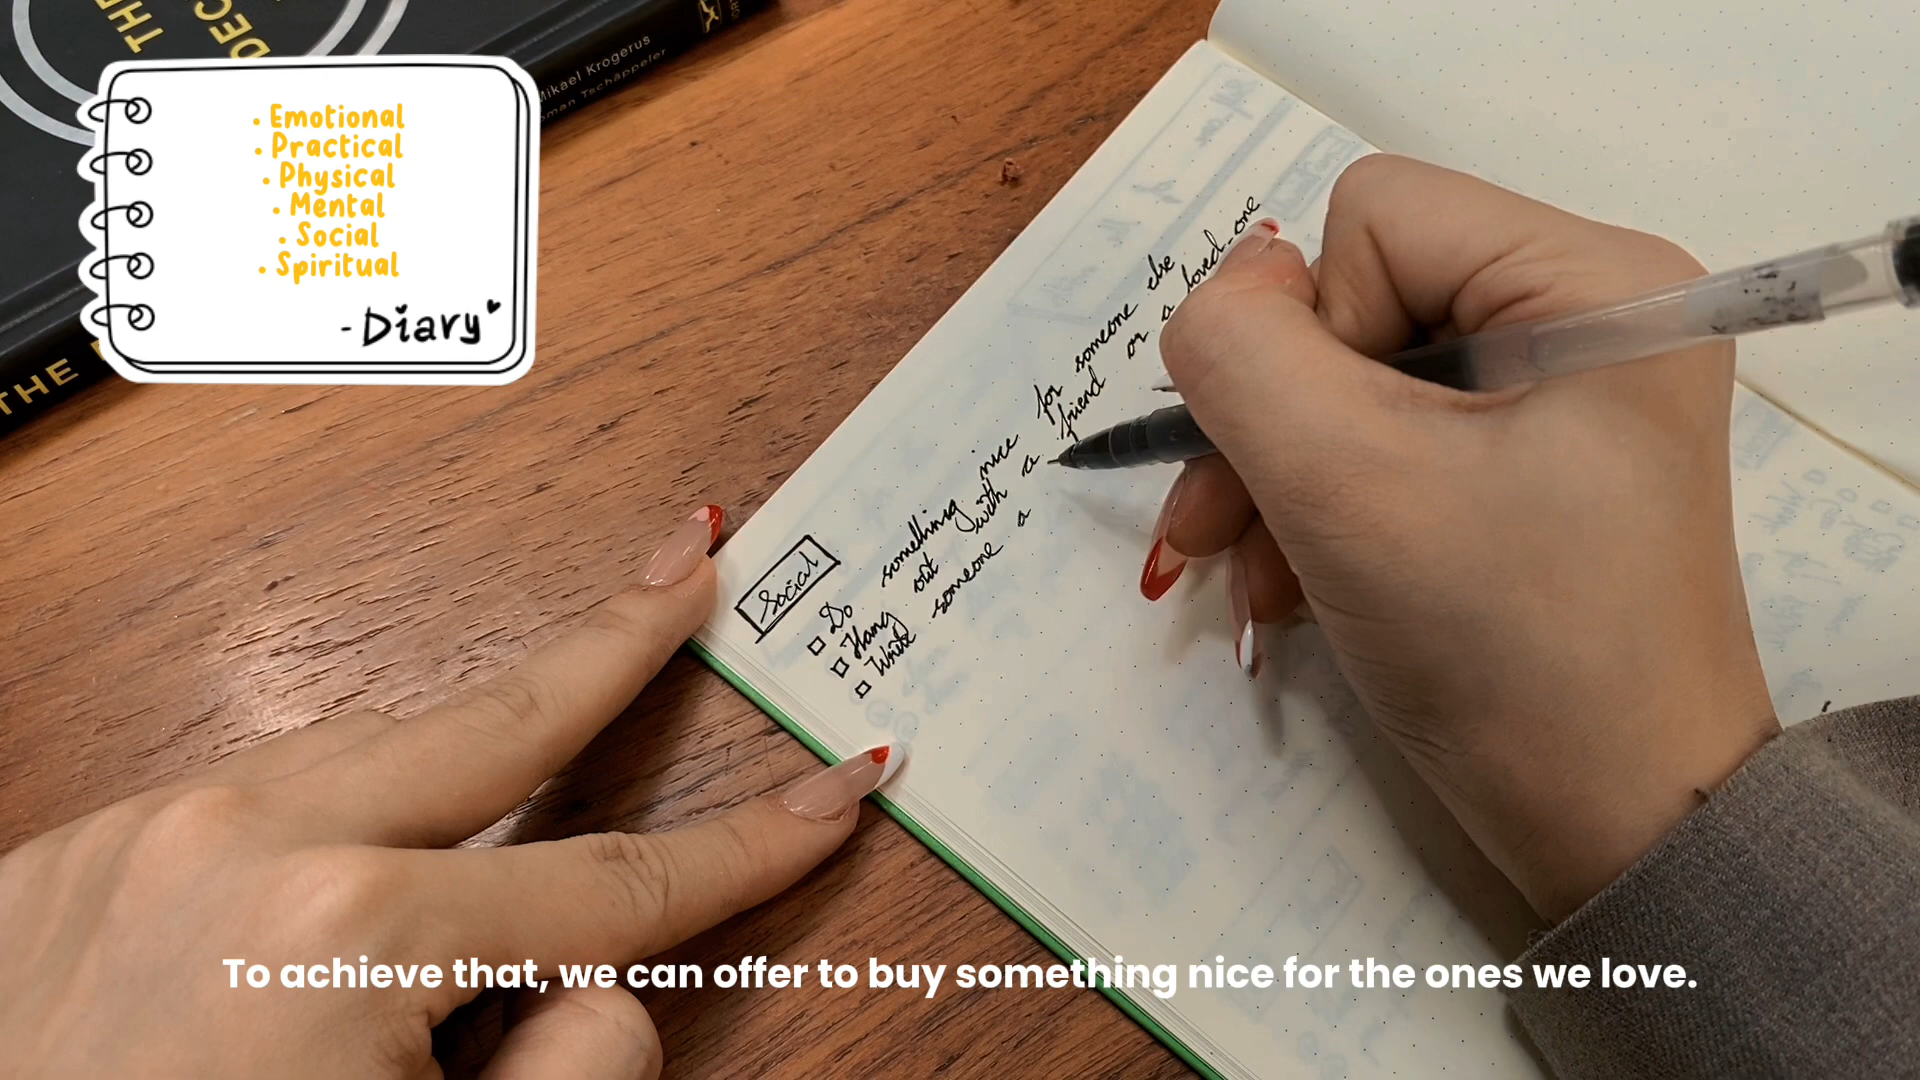 THE
DEC
Mikael Krogerus
oman Tschäppeler
THE
• Emotional
• Practical
• Physical
• Mental
• Social
• Spiritual
- Diary
Social
Do something nice for someone else
Hang out with a friend or a loved-one
Write someone a
To achieve that, we can offer to buy something nice for the ones we love.